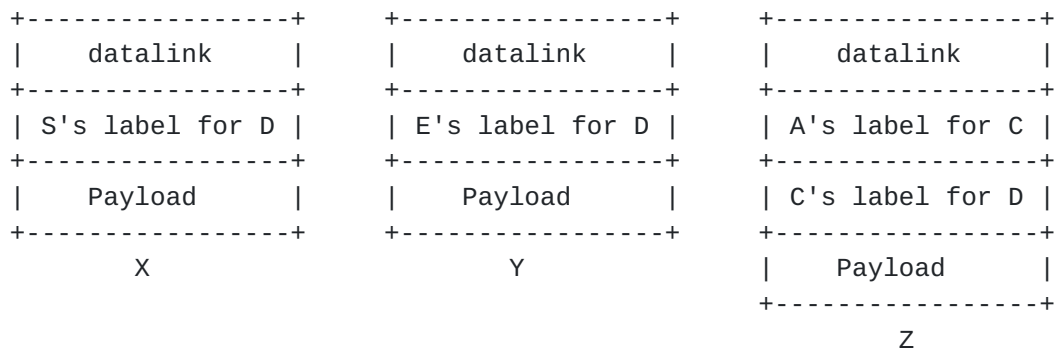 +-----------------+     +-----------------+     +-----------------+
|     datalink     |     |     datalink     |     |     datalink     |
+-----------------+     +-----------------+     +-----------------+
| S's label for D |     | E's label for D |     | A's label for C |
+-----------------+     +-----------------+     +-----------------+
|     Payload      |     |     Payload      |     | C's label for D |
+-----------------+     +-----------------+     +-----------------+
X     Y     |     Payload      |
+-----------------+
Z